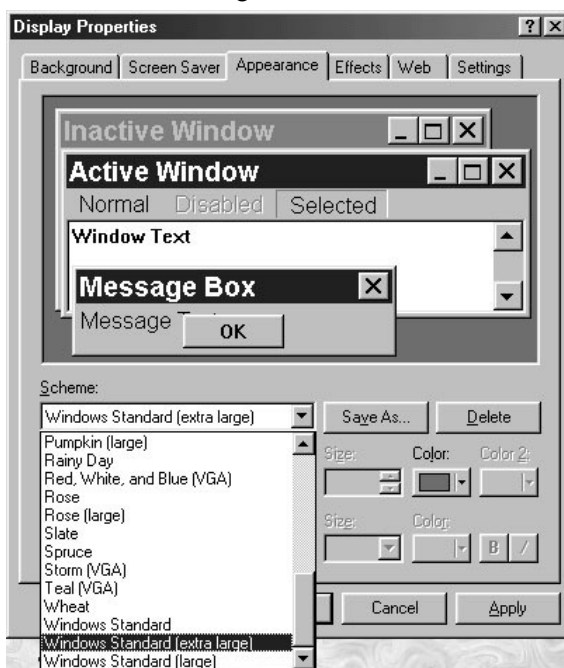 Display Properties
Background Screen Saver Appearance Effects Web Settings
Inactive Window
Active Window
Normal Disabled Selected
Window Text
Message Box
Message
OK
Scheme:
Windows Standard (extra large) Save As... Delete
Pumpkin (large)
Rainy Day
Red, White, and Blue (VGA)
Rose
Rose (large)
Slate
Spruce
Storm (VGA)
Teal (VGA)
Wheat
Windows Standard
Windows Standard (extra large)
Windows Standard (large)
Size: Color: Color 2:
Size: Color:
B /
Cancel Apply